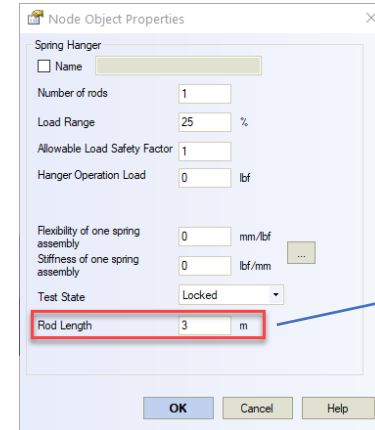 Node Object Properties
Spring Hanger
Name
Number of rods 1
Load Range 25 %
Allowable Load Safety Factor 1
Hanger Operation Load 0 lbf
Flexibility of one spring
assembly 0 mm/lbf
...
Stiffness of one spring
assembly 0 lbf/mm
Test State Locked
Rod Length 3 m
OK Cancel Help